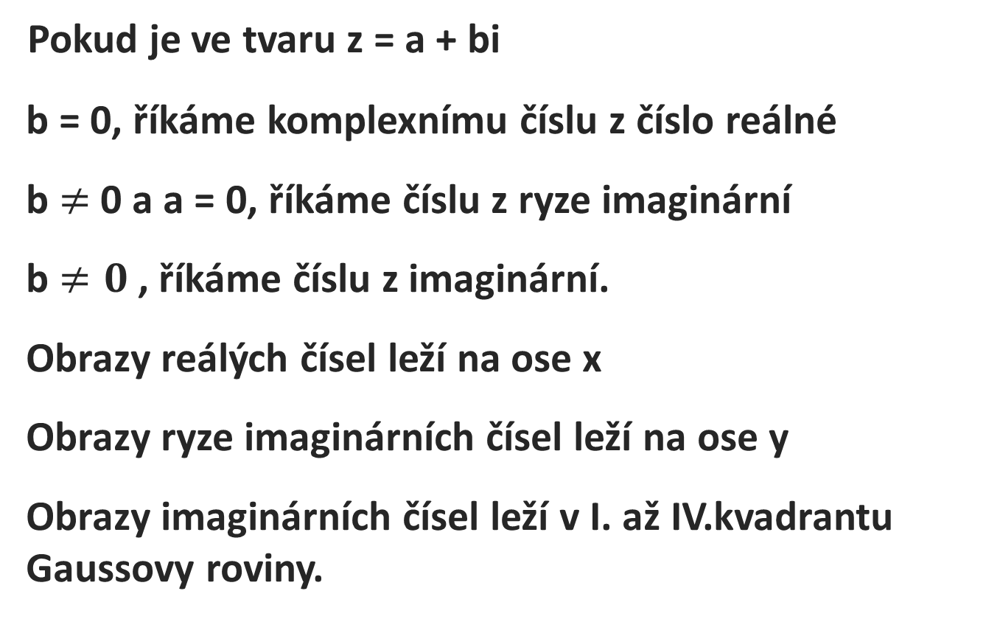 Pokud je ve tvaru z = a + bi
b = 0, říkáme komplexnímu číslu z číslo reálné
b ≠ 0 a a = 0, říkáme číslu z ryze imaginární
b ≠ 0 , říkáme číslu z imaginární.
Obrazy reálých čísel leží na ose x
Obrazy ryze imaginárních čísel leží na ose y
Obrazy imaginárních čísel leží v I. až IV.kvadrantu
Gaussovy roviny.